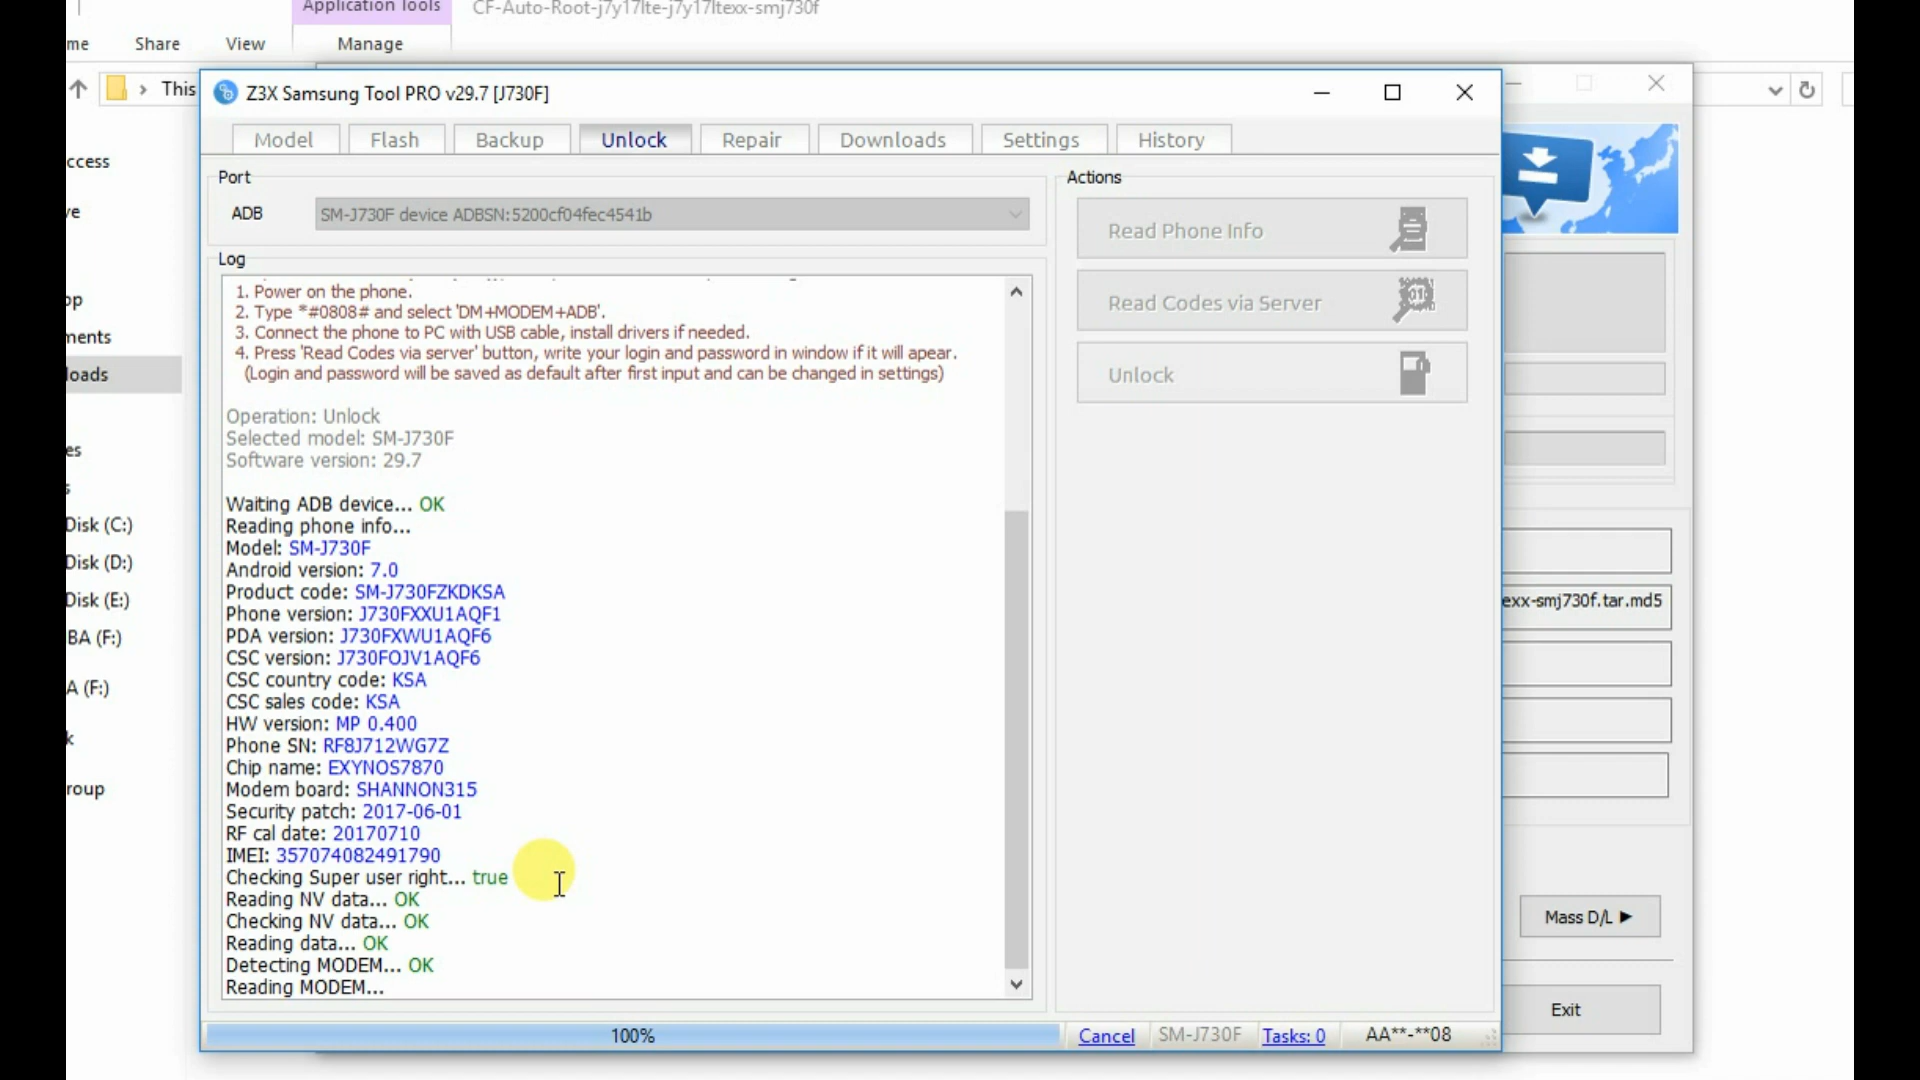 Application Tools
CF-Auto-Root-j7y17lte-j7y17ltexx-smj730f
me
Share
View
Manage
This
Z3X Samsung Tool PRO v29.7 [J730F]
Model
Flash
Backup
Unlock
Repair
Downloads
Settings
History
Port
ADB
SM-J730F device ADBSN:5200cf04fec4541b
Log
1. Power on the phone.
2. Type *#0808# and select 'DM+MODEM+ADB'.
3. Connect the phone to PC with USB cable, install drivers if needed.
4. Press 'Read Codes via server' button, write your login and password in window if it will apear.
(Login and password will be saved as default after first input and can be changed in settings)
Operation: Unlock
Selected model: SM-J730F
Software version: 29.7
Waiting ADB device... OK
Reading phone info...
Model: SM-J730F
Android version: 7.0
Product code: SM-J730FZKDKSA
Phone version: J730FXXU1AQF1
PDA version: J730FXWU1AQF6
CSC version: J730FOJV1AQF6
CSC country code: KSA
CSC sales code: KSA
HW version: MP 0.400
Phone SN: RF8J712WG7Z
Chip name: EXYNOS7870
Modem board: SHANNON315
Security patch: 2017-06-01
RF cal date: 20170710
IMEI: 357074082491790
Checking Super user right... true
Reading NV data... OK
Checking NV data... OK
Reading data... OK
Detecting MODEM... OK
Reading MODEM...
100%
Cancel
SM-J730F
Tasks: 0
AA**-**08
Actions
Read Phone Info
Read Codes via Server
Unlock
ccess
ve
op
ments
loads
es
s
Disk (C:)
Disk (D:)
Disk (E:)
BA (F:)
A (F:)
k
roup
exx-smj730f.tar.md5
Mass D/L ►
Exit